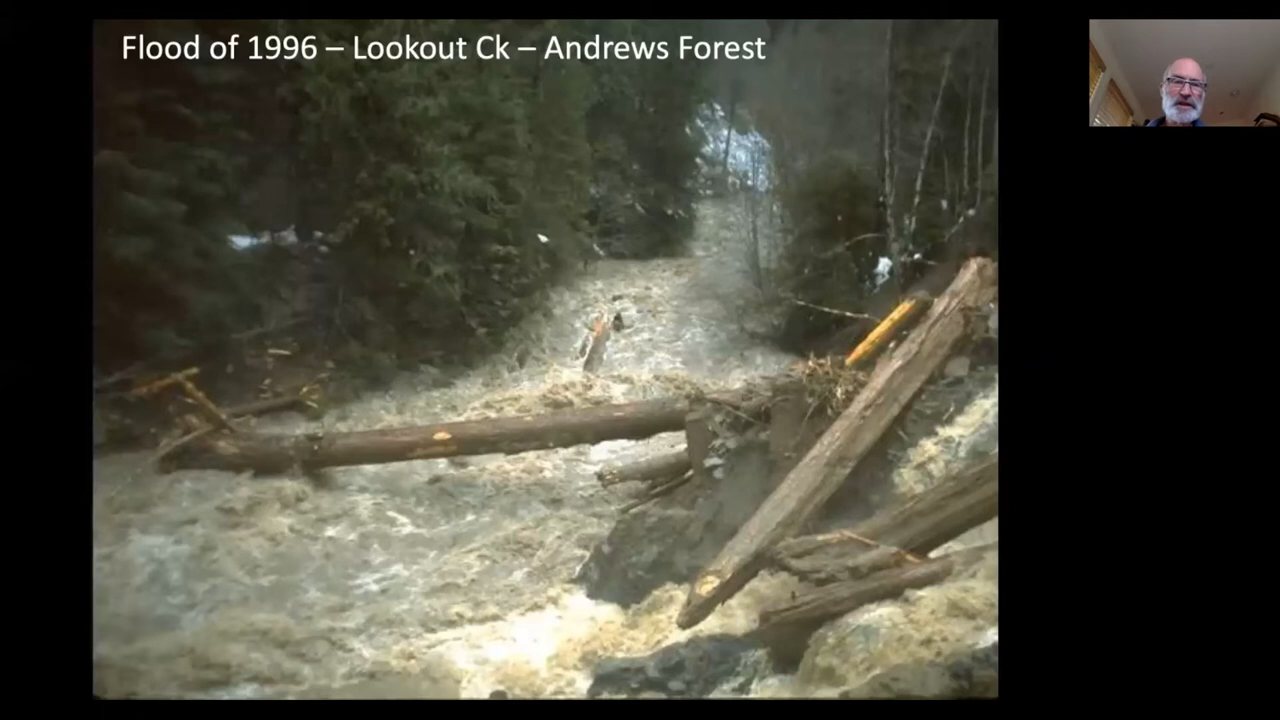 Flood of 1996 – Lookout Ck – Andrews Forest